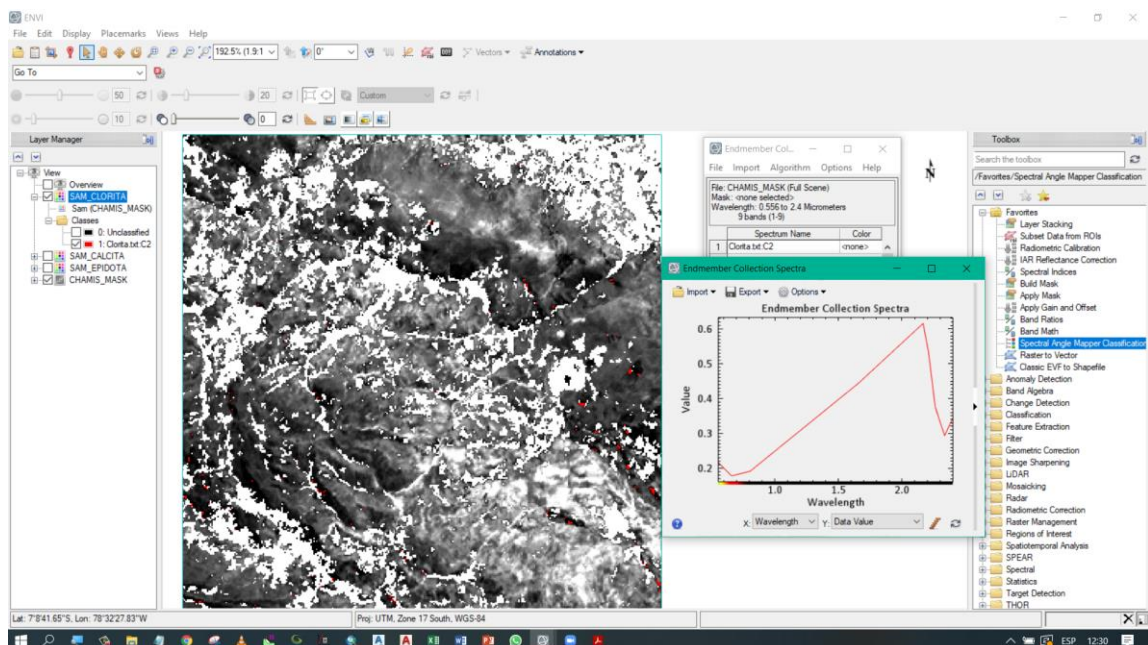 ENVI
File Edit Display Placemarks Views Help
192.5% (1.9:1 0° Vectors Annotations
Go To
50 20 Custom
10 0
Layer Manager
View
Overview
SAM_CLORITA
Sam (CHAMIS_MASK)
Classes
0: Unclassified
1: Clorita.txt:C2
SAM_CALCITA
SAM_EPIDOTA
CHAMIS_MASK
Endmember Col...
File Import Algorithm Options Help
File: CHAMIS_MASK (Full Scene)
Mask: <none selected>
Wavelength: 0.556 to 2.4 Micrometers
9 bands (1-9)
Spectrum Name Color
1 Clorita.txt:C2 <none>
N
Endmember Collection Spectra
Import Export Options
Endmember Collection Spectra
0.6
0.5
0.4
0.3
0.2
Value
1.0 1.5 2.0
Wavelength
X: Wavelength Y: Data Value
Toolbox
Search the toolbox
/Favorites/Spectral Angle Mapper Classification
Favorites
Layer Stacking
Subset Data from ROIs
Radiometric Calibration
IAR Reflectance Correction
Spectral Indices
Build Mask
Apply Mask
Apply Gain and Offset
Band Ratios
Band Math
Spectral Angle Mapper Classification
Raster to Vector
Classic EVF to Shapefile
Anomaly Detection
Band Algebra
Change Detection
Classification
Feature Extraction
Filter
Geometric Correction
Image Sharpening
LiDAR
Mosaicking
Radar
Radiometric Correction
Raster Management
Regions of Interest
Spatiotemporal Analysis
SPEAR
Spectral
Statistics
Target Detection
THOR
Lat: 7°8'41.65"S, Lon: 78°32'27.83"W
Proj: UTM, Zone 17 South, WGS-84
ESP 12:30